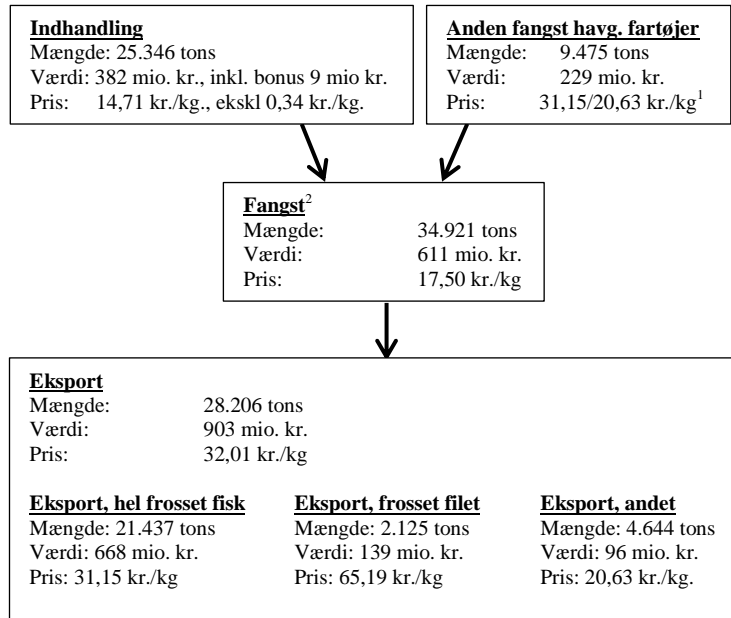 Indhandling
Mængde: 25.346 tons
Værdi: 382 mio. kr., inkl. bonus 9 mio kr.
Pris: 14,71 kr./kg., ekskl 0,34 kr./kg.
Anden fangst havg. fartøjer
Mængde: 9.475 tons
Værdi: 229 mio. kr.
Pris: 31,15/20,63 kr./kg¹
Fangst²
Mængde: 34.921 tons
Værdi: 611 mio. kr.
Pris: 17,50 kr./kg
Eksport
Mængde: 28.206 tons
Værdi: 903 mio. kr.
Pris: 32,01 kr./kg
Eksport, hel frosset fisk
Mængde: 21.437 tons
Værdi: 668 mio. kr.
Pris: 31,15 kr./kg
Eksport, frosset filet
Mængde: 2.125 tons
Værdi: 139 mio. kr.
Pris: 65,19 kr./kg
Eksport, andet
Mængde: 4.644 tons
Værdi: 96 mio. kr.
Pris: 20,63 kr./kg.